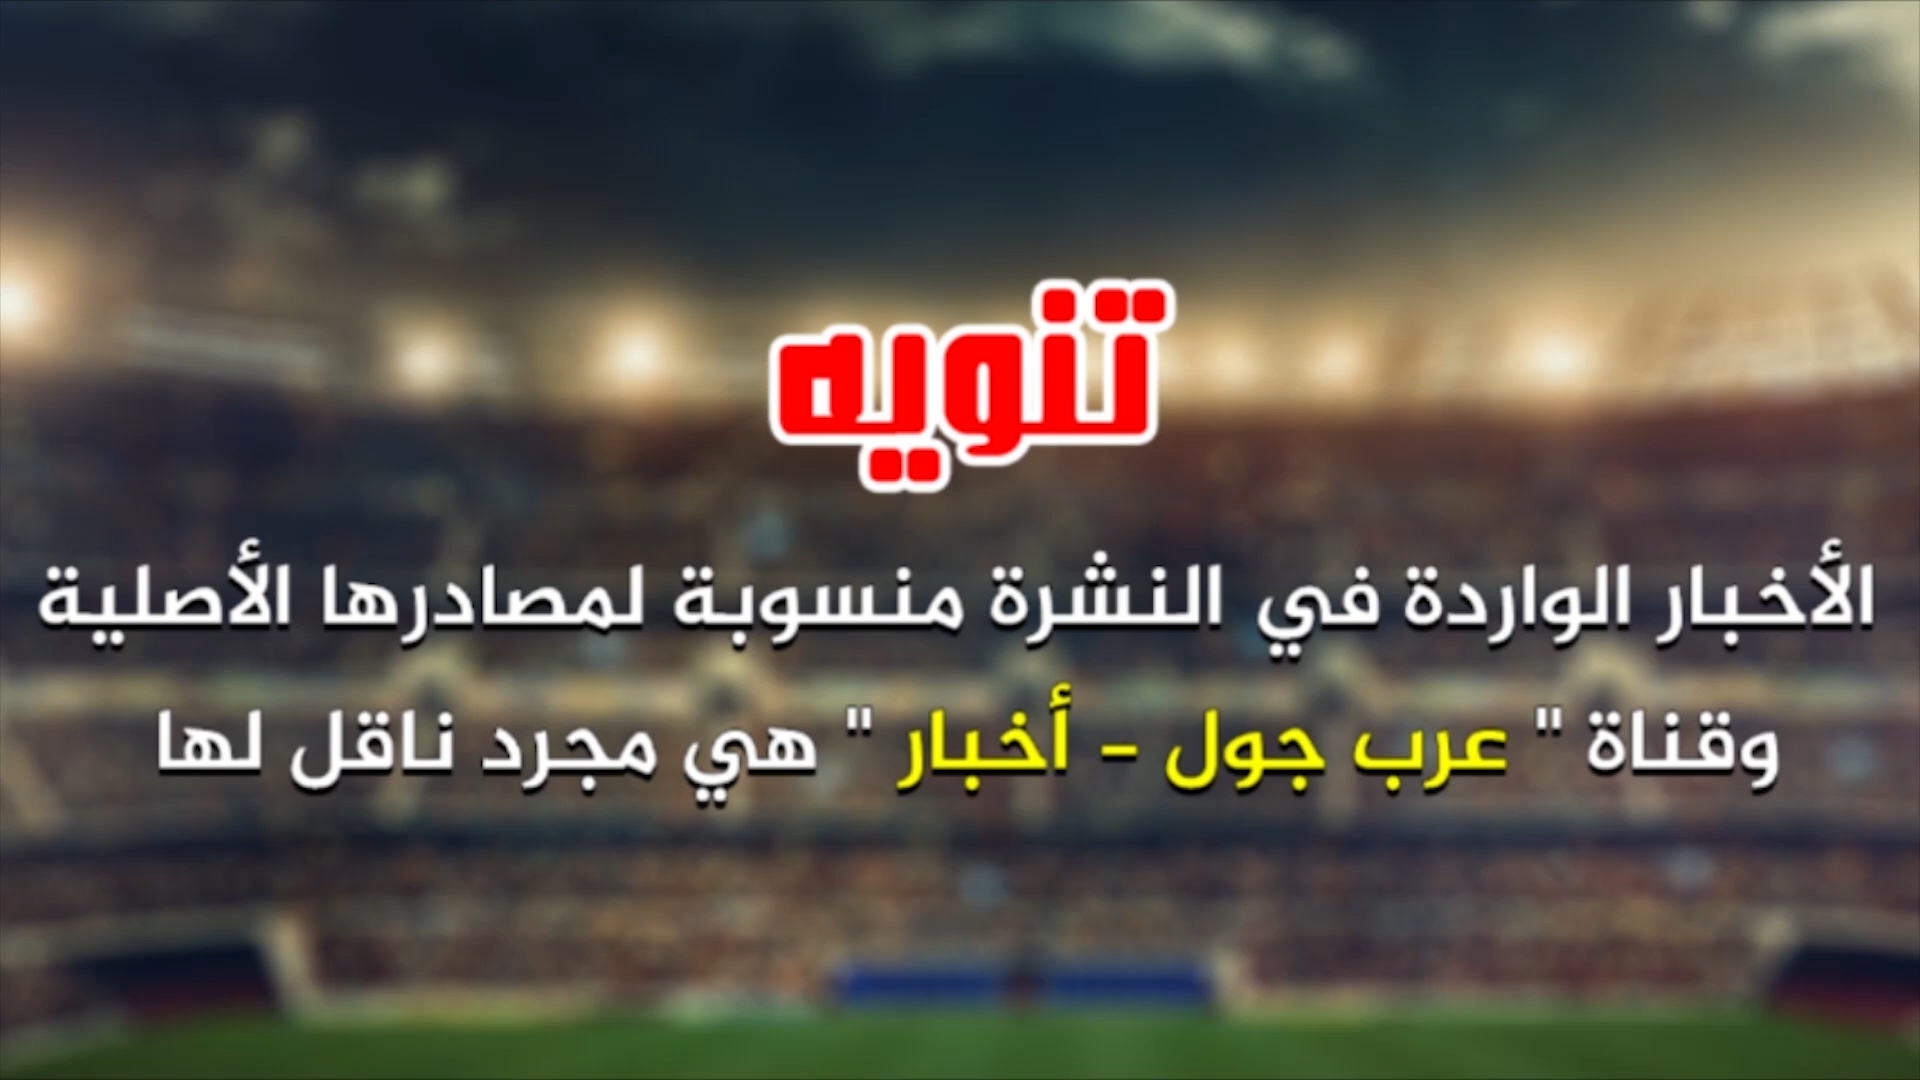 تنويه
الأخبار الواردة في النشرة منسوبة لمصادرها الأصلية
وقناة " عرب جول - أخبار " هي مجرد ناقل لها